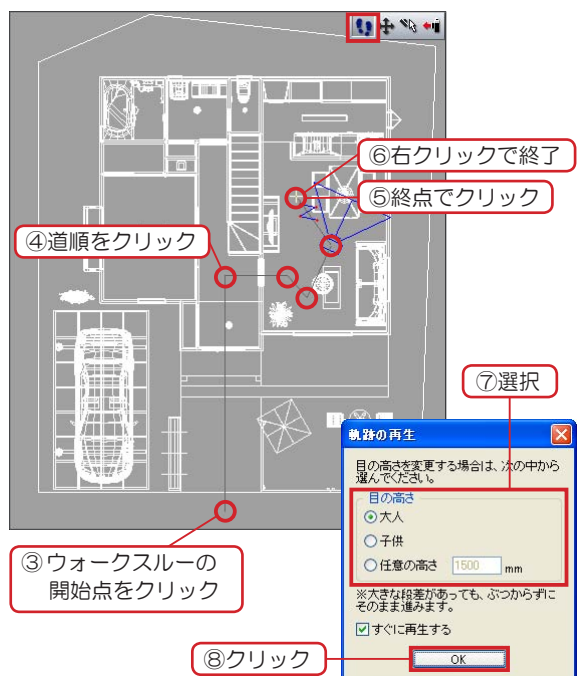 ⑥右クリックで終了
⑤終点でクリック
④道順をクリック
⑦選択
軌跡の再生
目の高さを変更する場合は、次の中から
選んでください。
目の高さ
大人
子供
任意の高さ 1500 mm
※大きな段差があっても、ぶつからずに
そのまま進みます。
すぐに再生する
OK
③ウォークスルーの
開始点をクリック
⑧クリック